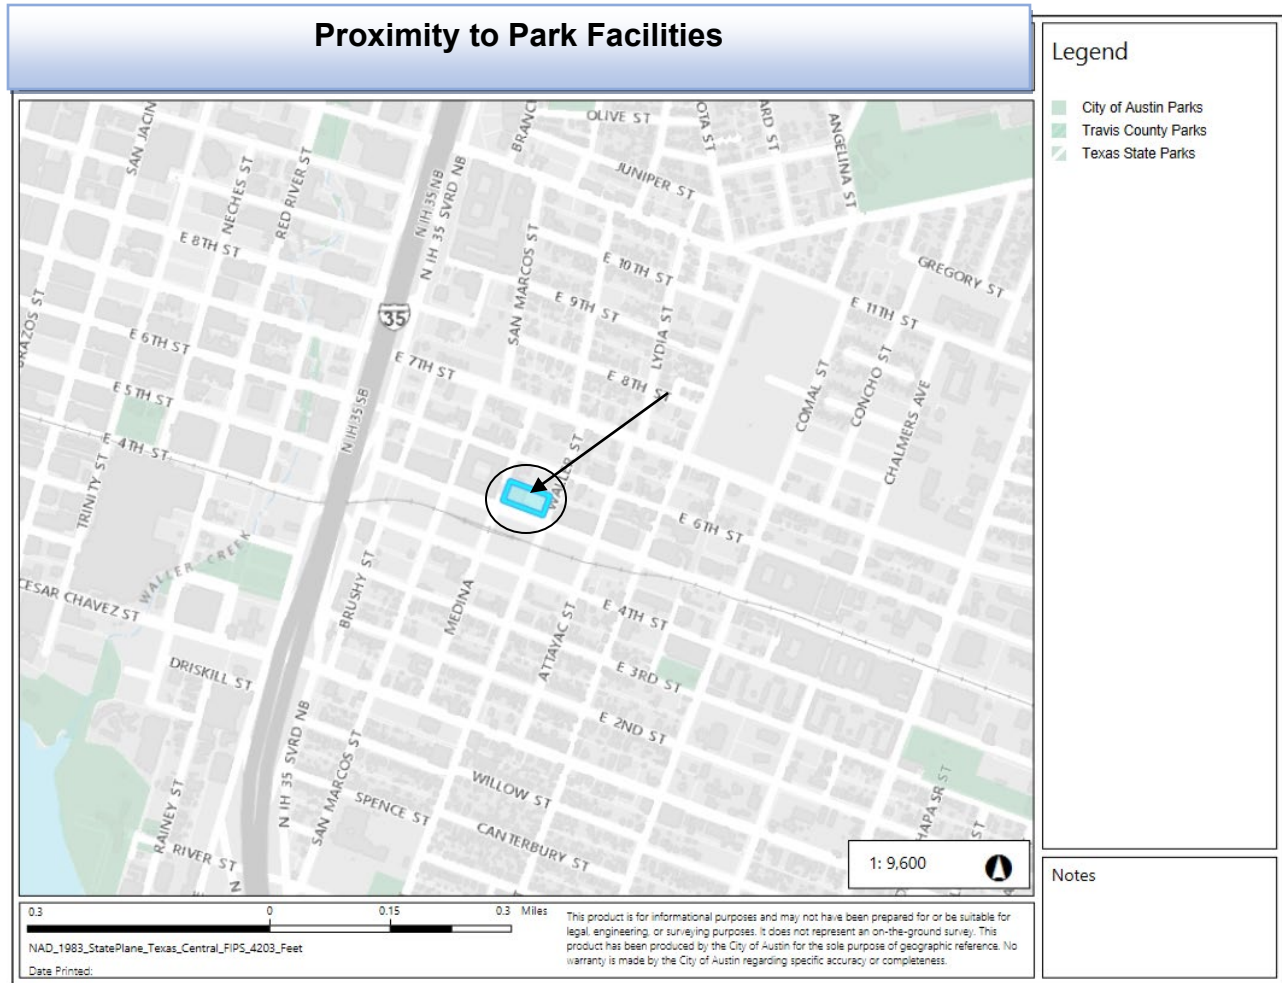 Proximity to Park Facilities
Legend
City of Austin Parks
Travis County Parks
Texas State Parks
OLIVE ST
SAN JACIN
NECHES ST
RED RIVER ST
N IH 35 NB
N IH 35 SVRD NB
BRANCH
JUNIPER ST
OTA ST
ARD ST
ANGELINA ST
E 8TH ST
SAN MARCOS ST
E 10TH ST
GREGORY ST
E 9TH ST
E 11TH ST
BRAZOS ST
35
LYDIA ST
E 6TH ST
E 7TH ST
E 8TH ST
COMAL ST
CONCHO ST
CHALMERS AVE
E 5TH ST
N IH 35 SB
E 4TH ST
WALLER ST
TRINITY ST
E 6TH ST
WALLER CREEK
CESAR CHAVEZ ST
BRUSHY ST
MEDINA
ATTAYAC ST
E 4TH ST
DRISKILL ST
E 3RD ST
E 2ND ST
N IH 35 SVRD NB
SAN MARCOS ST
WILLOW ST
RAINEY ST
SPENCE ST
CANTERBURY ST
HAPA SR ST
ST
RIVER ST
N
1: 9,600
Notes
0.3 0 0.15 0.3 Miles
NAD_1983_StatePlane_Texas_Central_FIPS_4203_Feet
Date Printed:
This product is for informational purposes and may not have been prepared for or be suitable for
legal, engineering, or surveying purposes. It does not represent an on-the-ground survey. This
product has been produced by the City of Austin for the sole purpose of geographic reference. No
warranty is made by the City of Austin regarding specific accuracy or completeness.